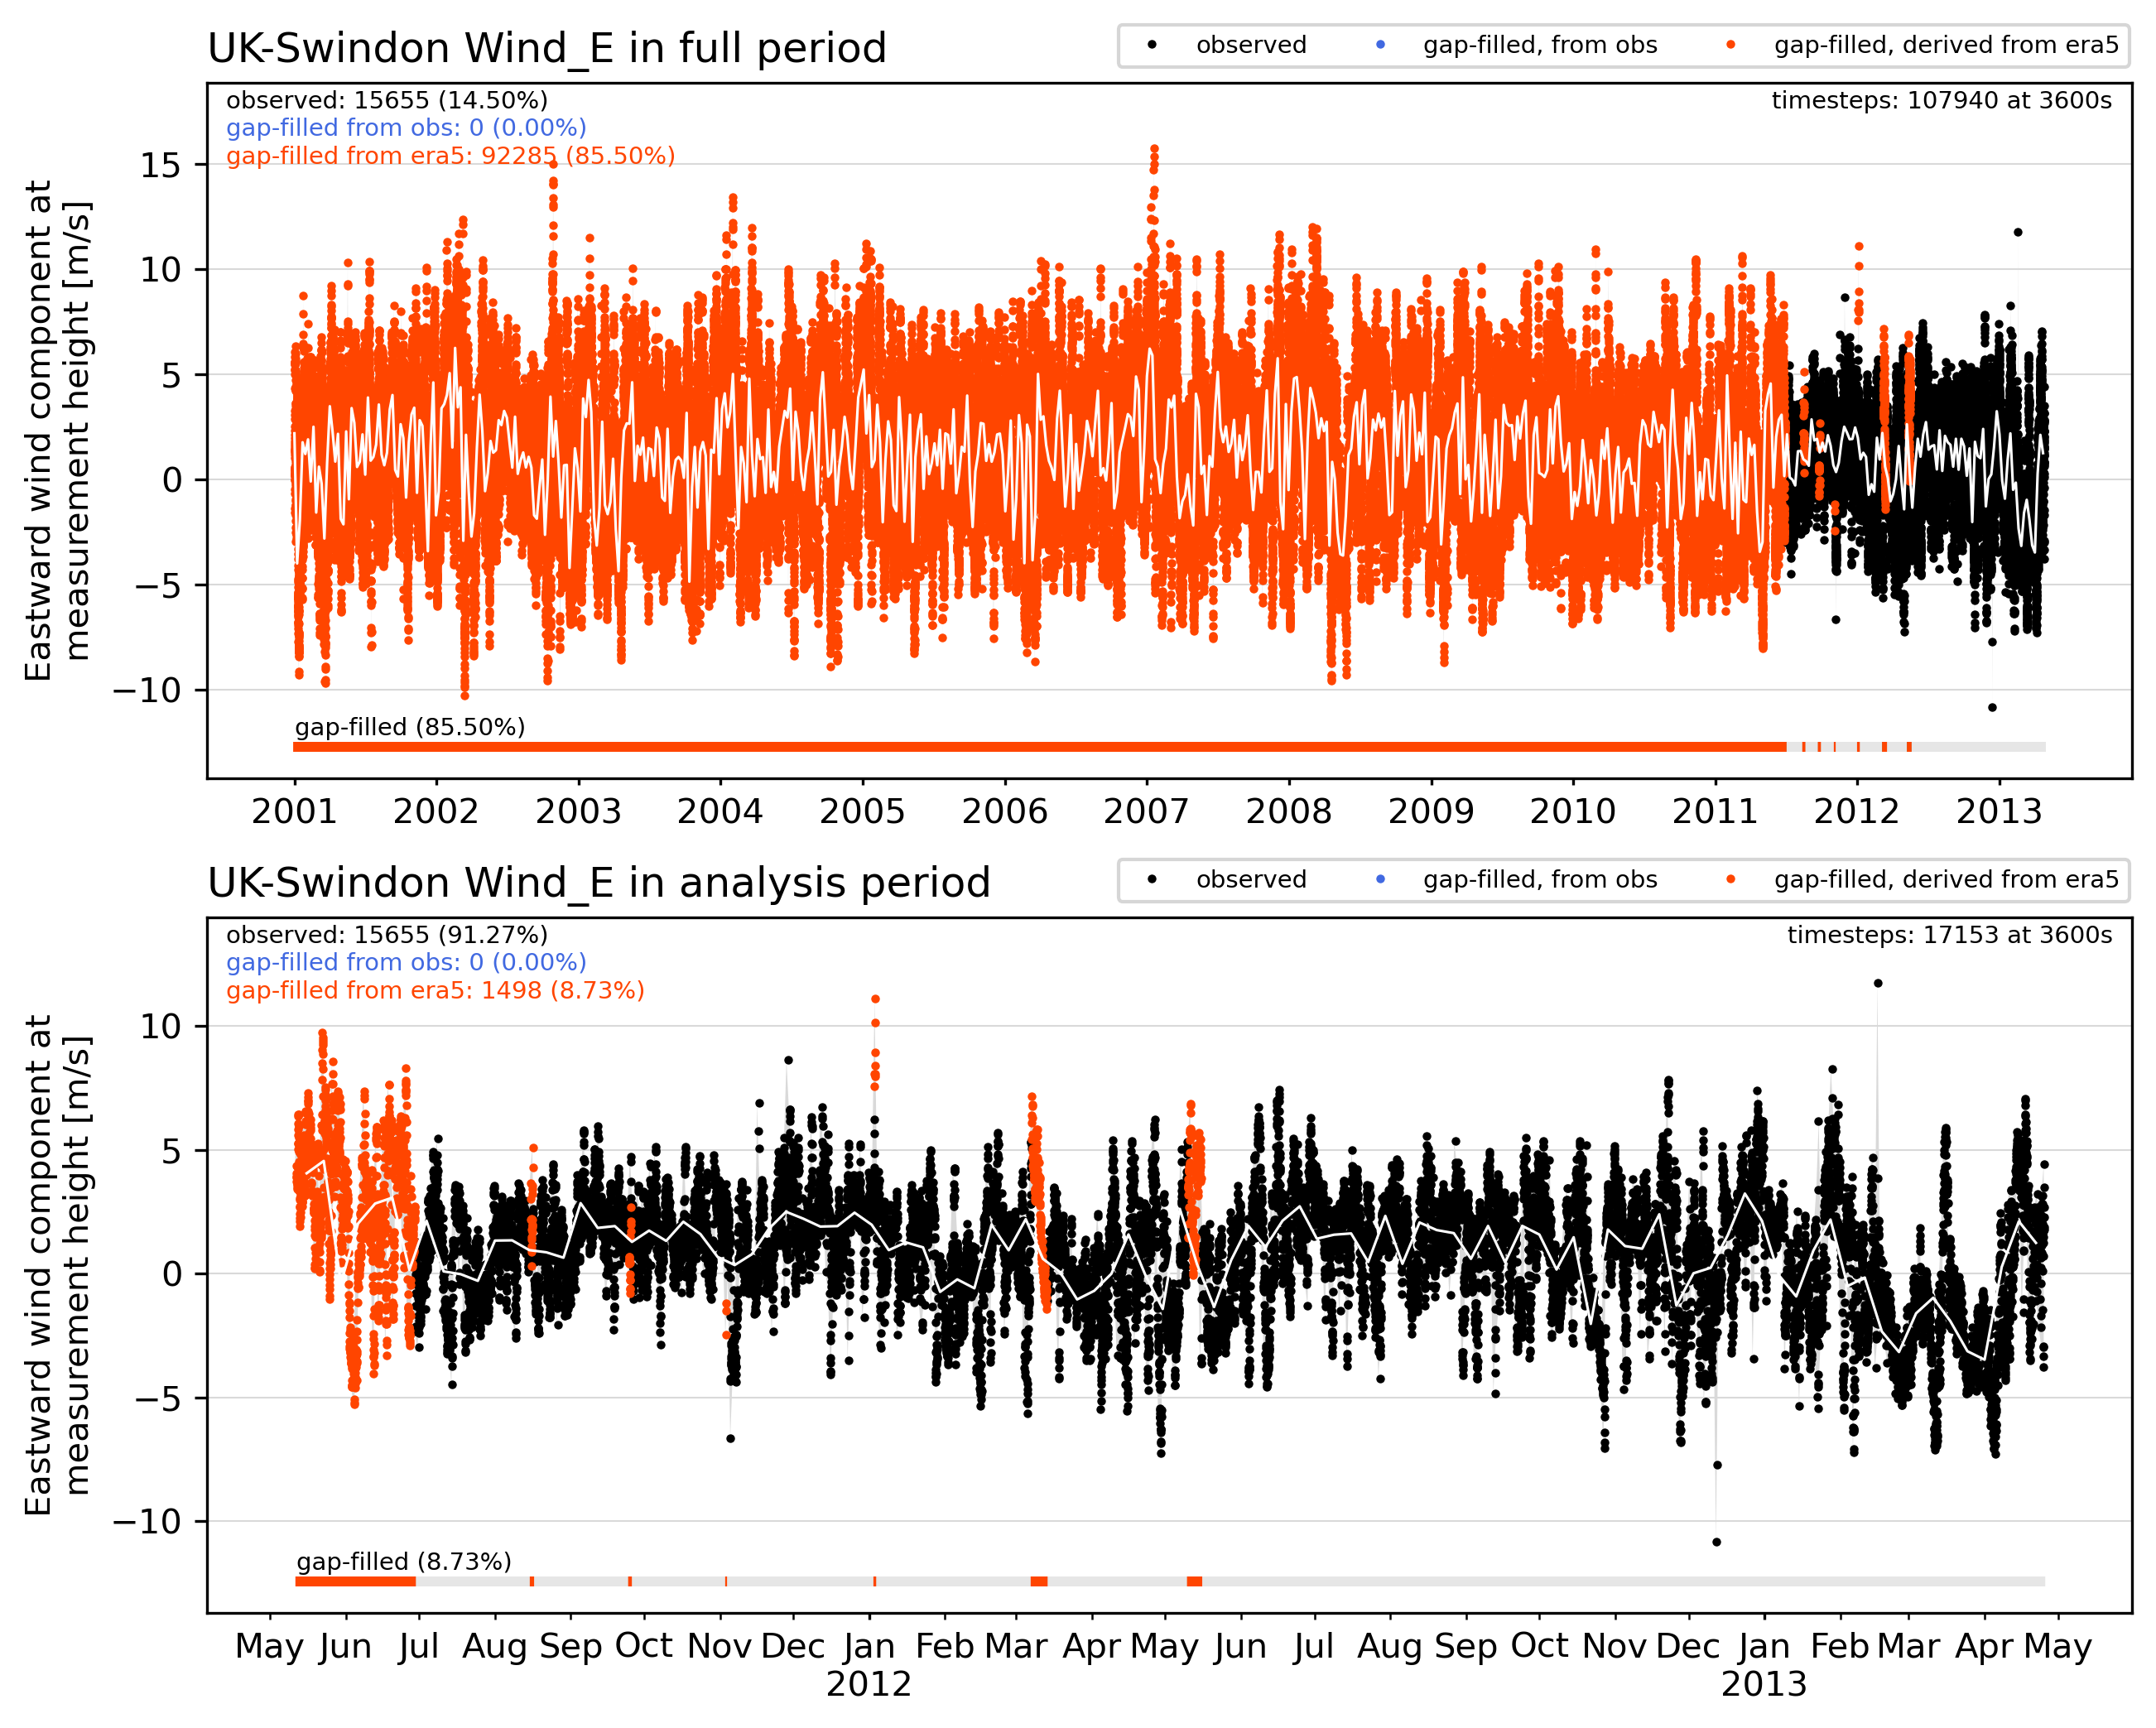 UK-Swindon Wind_E in full period
observed gap-filled, from obs gap-filled, derived from era5
observed: 15655 (14.50%)
timesteps: 107940 at 3600s
gap-filled from obs: 0 (0.00%)
gap-filled from era5: 92285 (85.50%)
Eastward wind component at
measurement height [m/s]
15
10
5
0
−5
−10
gap-filled (85.50%)
2001 2002 2003 2004 2005 2006 2007 2008 2009 2010 2011 2012 2013
UK-Swindon Wind_E in analysis period
observed gap-filled, from obs gap-filled, derived from era5
observed: 15655 (91.27%)
timesteps: 17153 at 3600s
gap-filled from obs: 0 (0.00%)
gap-filled from era5: 1498 (8.73%)
Eastward wind component at
measurement height [m/s]
10
5
0
−5
−10
gap-filled (8.73%)
May Jun Jul Aug Sep Oct Nov Dec Jan Feb Mar Apr May Jun Jul Aug Sep Oct Nov Dec Jan Feb Mar Apr May
2012 2013